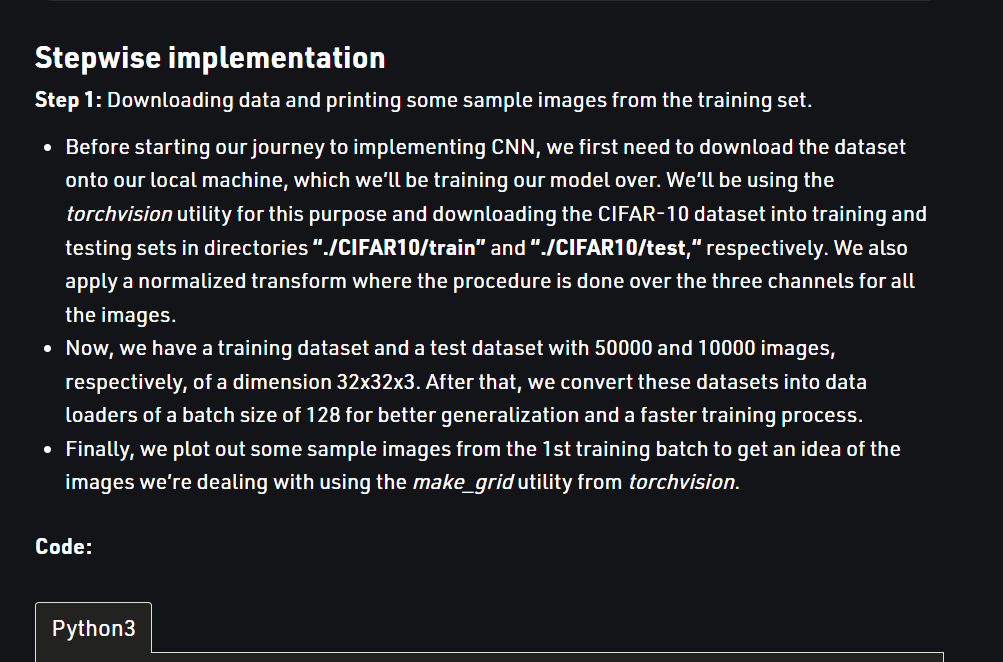 Stepwise implementation
Step 1: Downloading data and printing some sample images from the training set.
• Before starting our journey to implementing CNN, we first need to download the dataset
onto our local machine, which we’ll be training our model over. We’ll be using the
torchvision utility for this purpose and downloading the CIFAR-10 dataset into training and
testing sets in directories “./CIFAR10/train” and “./CIFAR10/test,“ respectively. We also
apply a normalized transform where the procedure is done over the three channels for all
the images.
• Now, we have a training dataset and a test dataset with 50000 and 10000 images,
respectively, of a dimension 32x32x3. After that, we convert these datasets into data
loaders of a batch size of 128 for better generalization and a faster training process.
• Finally, we plot out some sample images from the 1st training batch to get an idea of the
images we’re dealing with using the make_grid utility from torchvision.
Code:
Python3